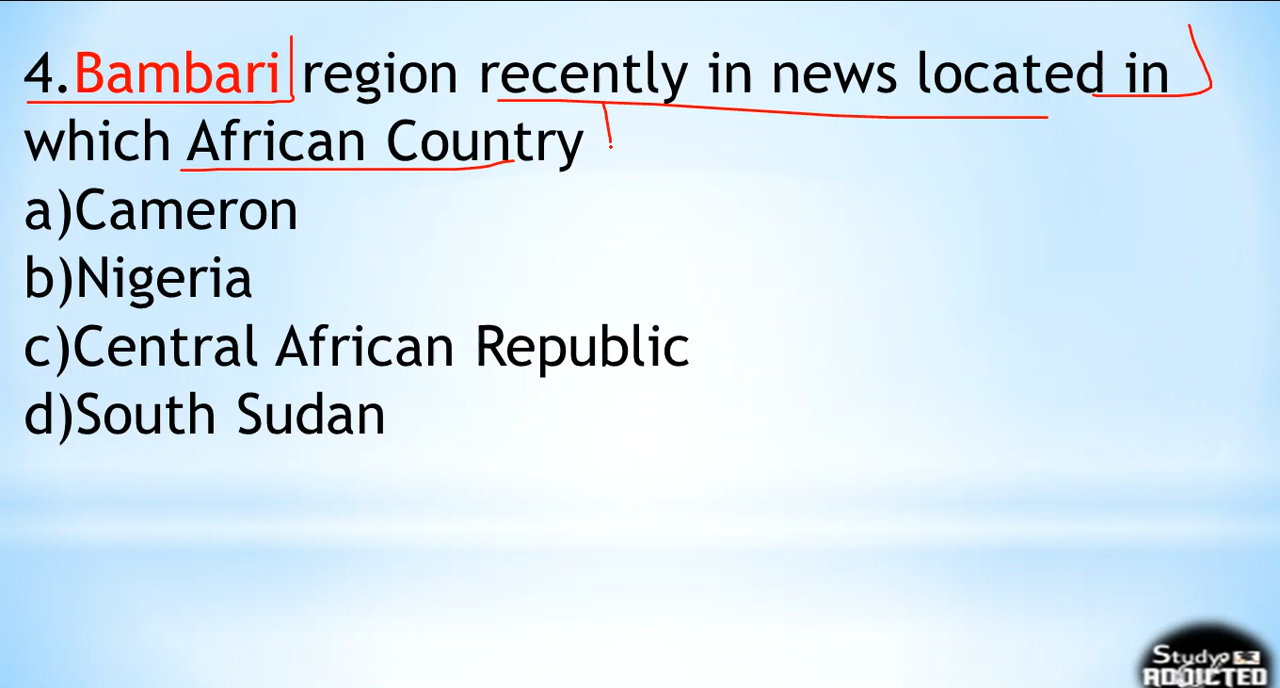 4.Bambari region recently in news located in
which African Country
a)Cameron
b)Nigeria
c)Central African Republic
d)South Sudan
Study
ADDICTED